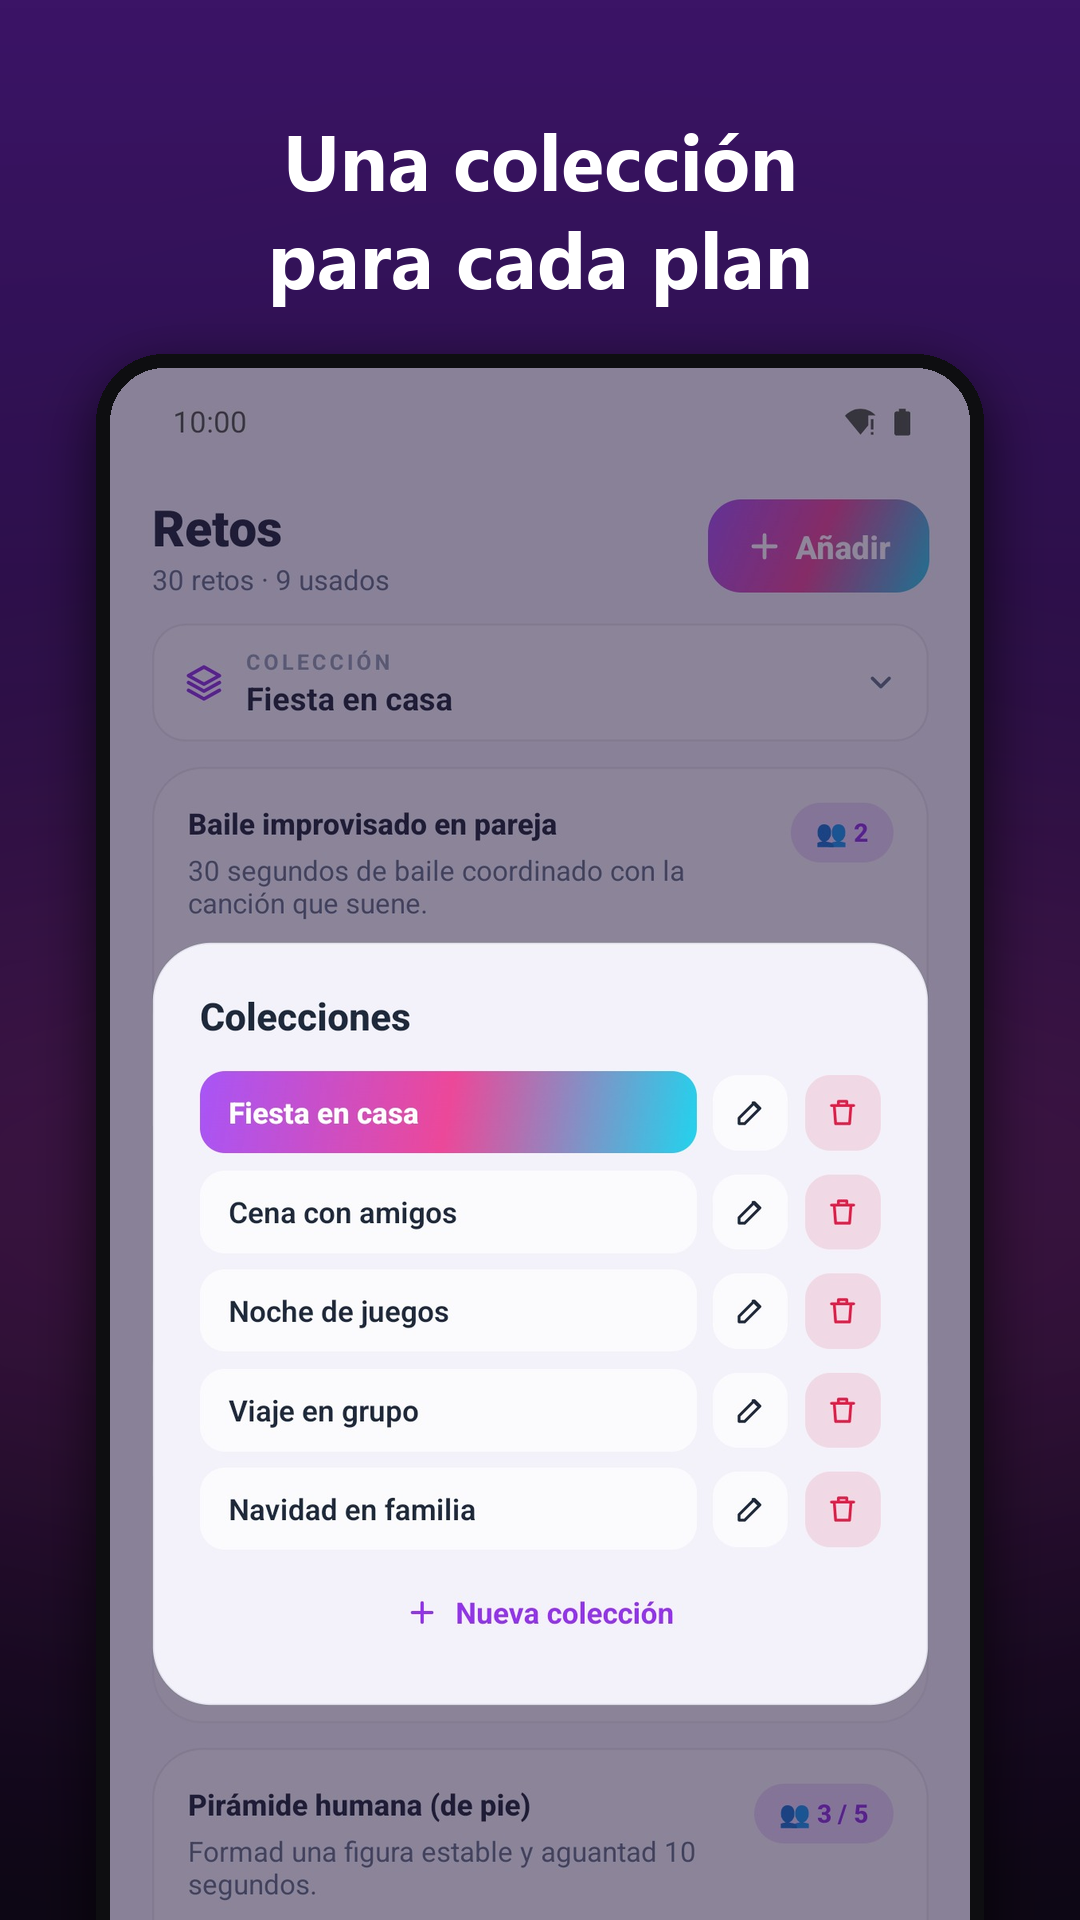 Una colección
para cada plan
10:00
Retos
30 retos · 9 usados
+ Añadir
COLECCIÓN
Fiesta en casa
Baile improvisado en pareja
👥 2
30 segundos de baile coordinado con la
canción que suene.
Colecciones
Fiesta en casa
Cena con amigos
Noche de juegos
Viaje en grupo
Navidad en familia
+ Nueva colección
Pirámide humana (de pie)
👥 3 / 5
Formad una figura estable y aguantad 10
segundos.